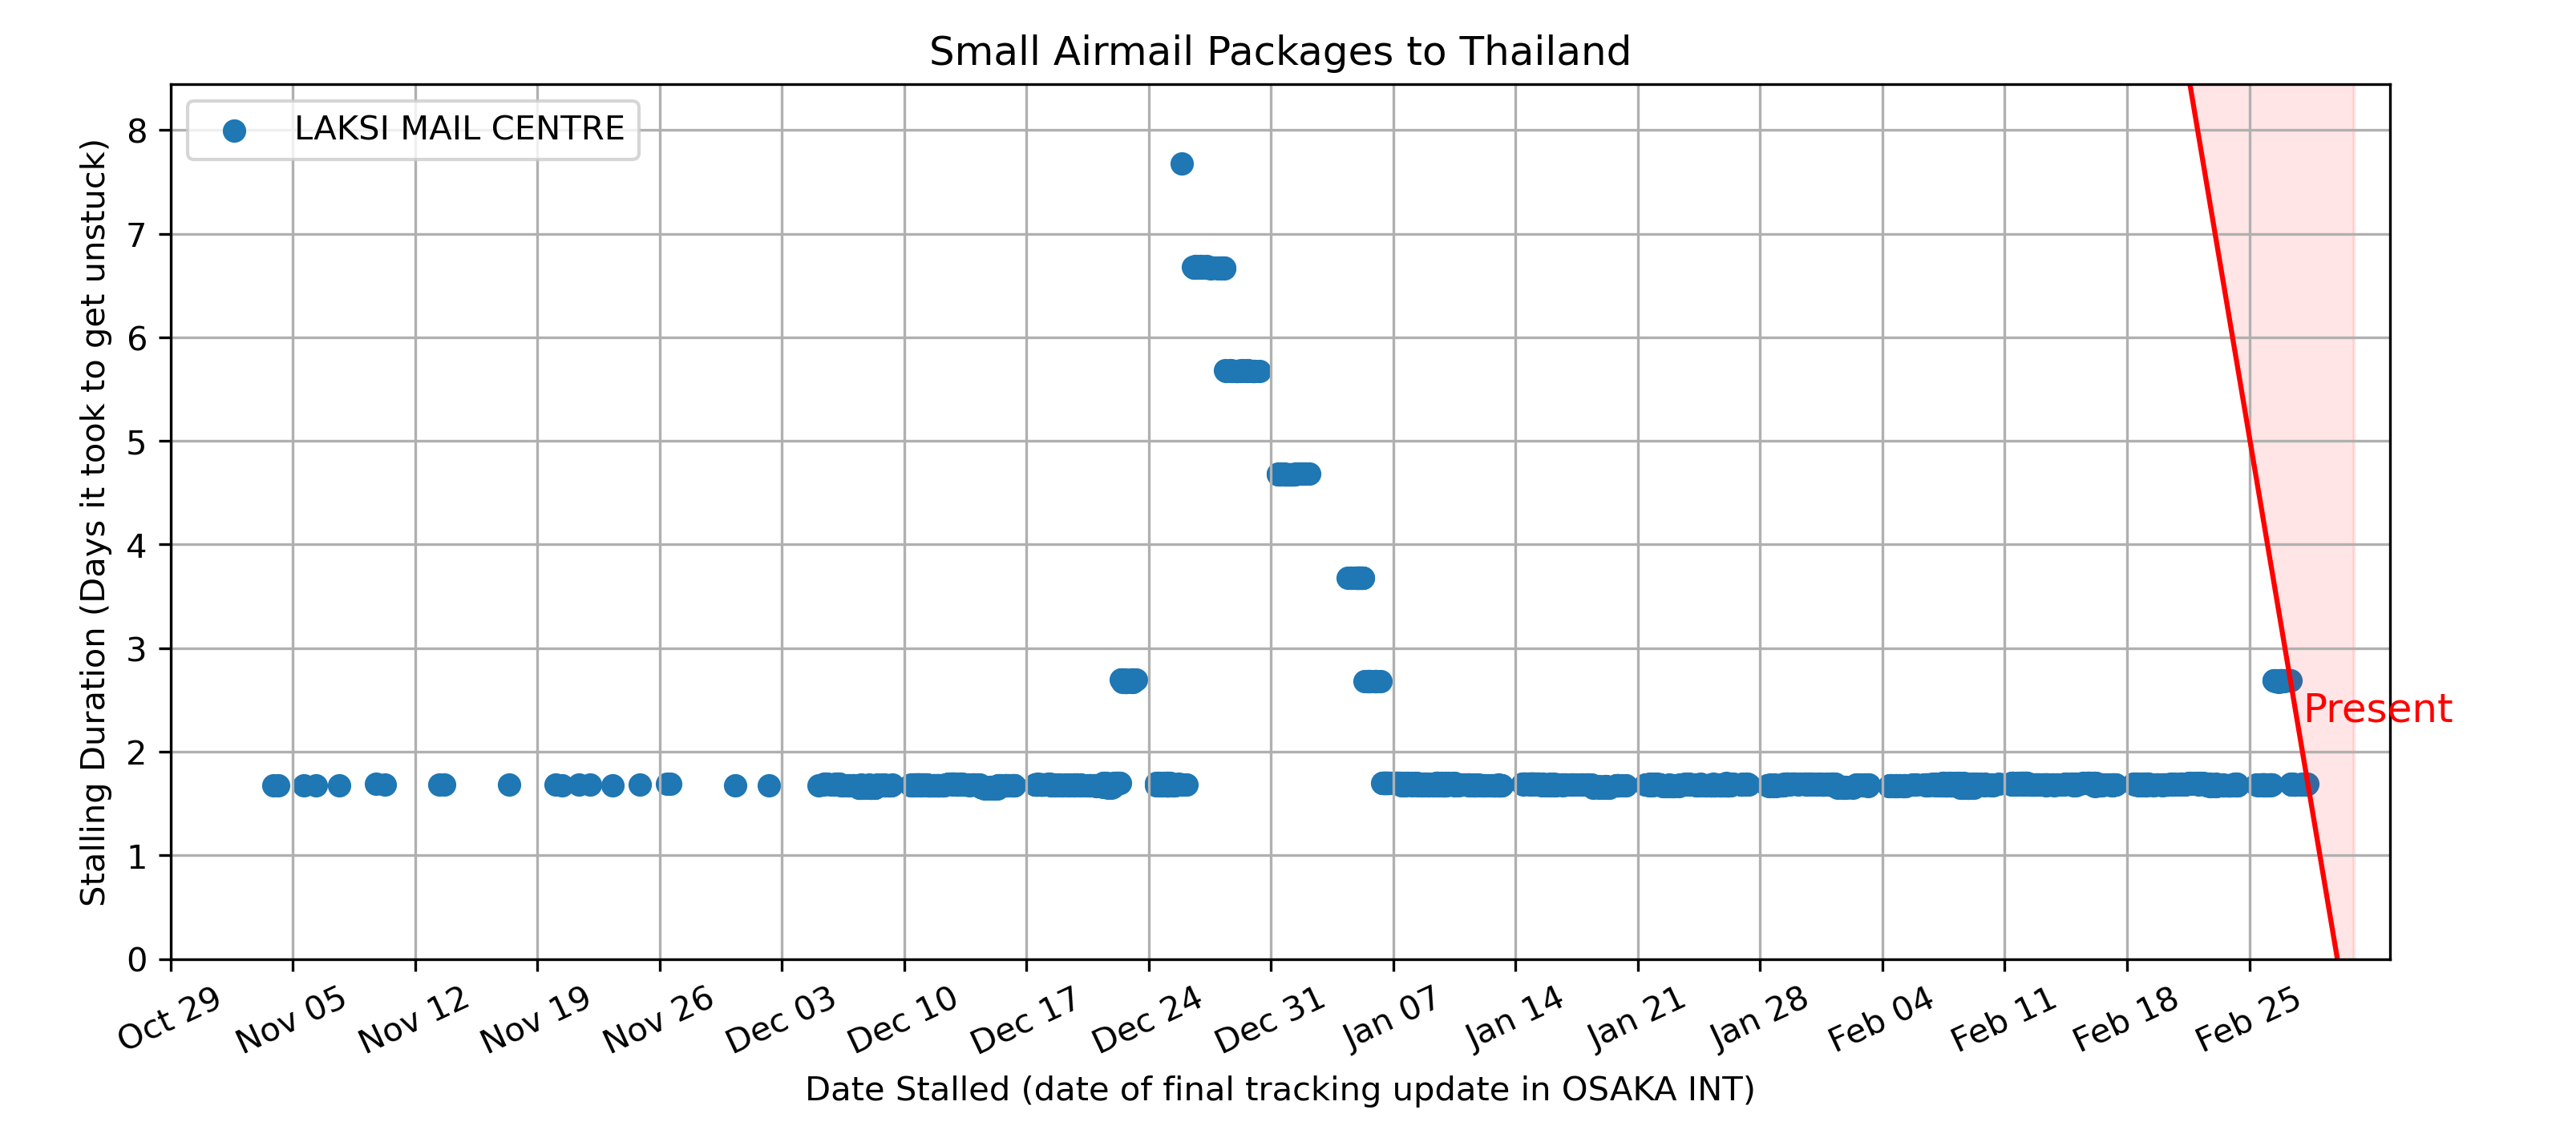 Small Airmail Packages to Thailand
LAKSI MAIL CENTRE
Stalling Duration (Days it took to get unstuck)
8
7
6
5
4
3
2
1
0
Present
Oct 29
Nov 05
Nov 12
Nov 19
Nov 26
Dec 03
Dec 10
Dec 17
Dec 24
Dec 31
Jan 07
Jan 14
Jan 21
Jan 28
Feb 04
Feb 11
Feb 18
Feb 25
Date Stalled (date of final tracking update in OSAKA INT)